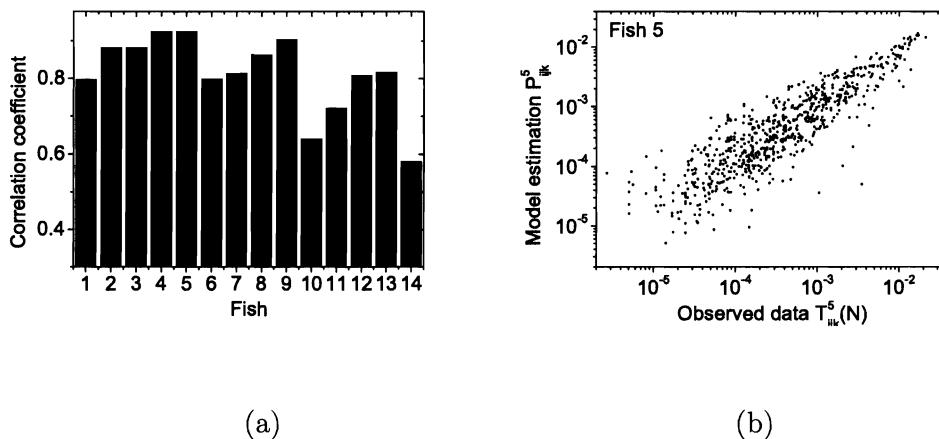 0.8
0.6
0.4
Correlation coefficient
1 2 3 4 5 6 7 8 9 10 11 12 13 14
Fish
(a)
Fish 5
10⁻²
10⁻³
10⁻⁴
10⁻⁵
Model estimation P⁵ᵢⱼₖ
10⁻⁵ 10⁻⁴ 10⁻³ 10⁻²
Observed data T⁵ᵢⱼₖ(N)
(b)